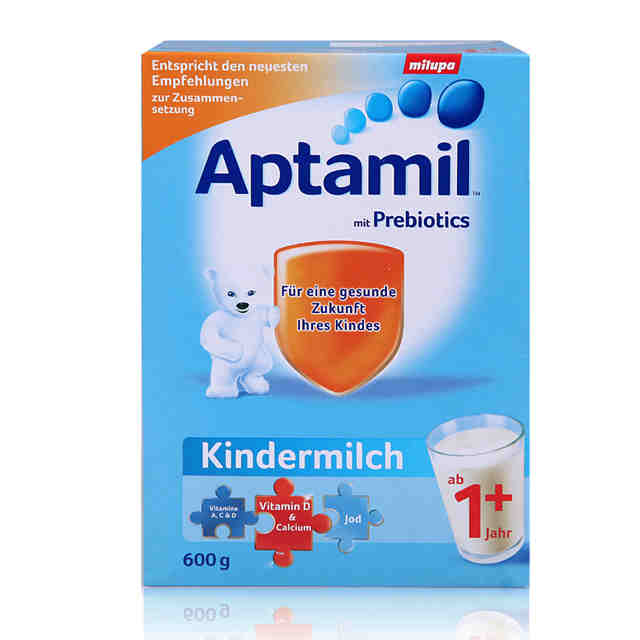 Entspricht den neuesten
Empfehlungen
zur Zusammen-
setzung
milupa
Aptamil™
mit Prebiotics
Für eine gesunde
Zukunft
Ihres Kindes
Kindermilch
Vitamine
A, C & D
Vitamin D
&
Calcium
Jod
ab
1+
Jahr
600 g